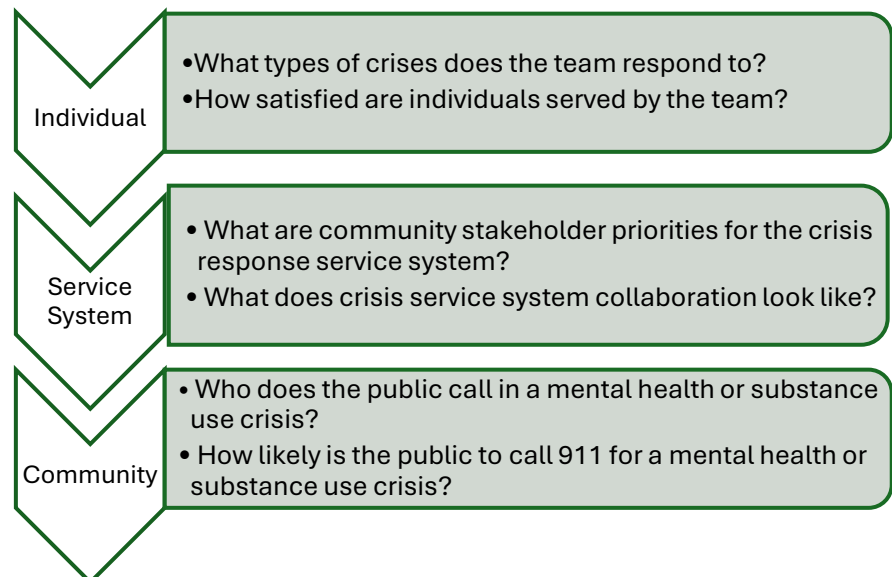 Individual
•What types of crises does the team respond to?
•How satisfied are individuals served by the team?
Service
System
• What are community stakeholder priorities for the crisis
response service system?
• What does crisis service system collaboration look like?
Community
• Who does the public call in a mental health or substance
use crisis?
• How likely is the public to call 911 for a mental health or
substance use crisis?